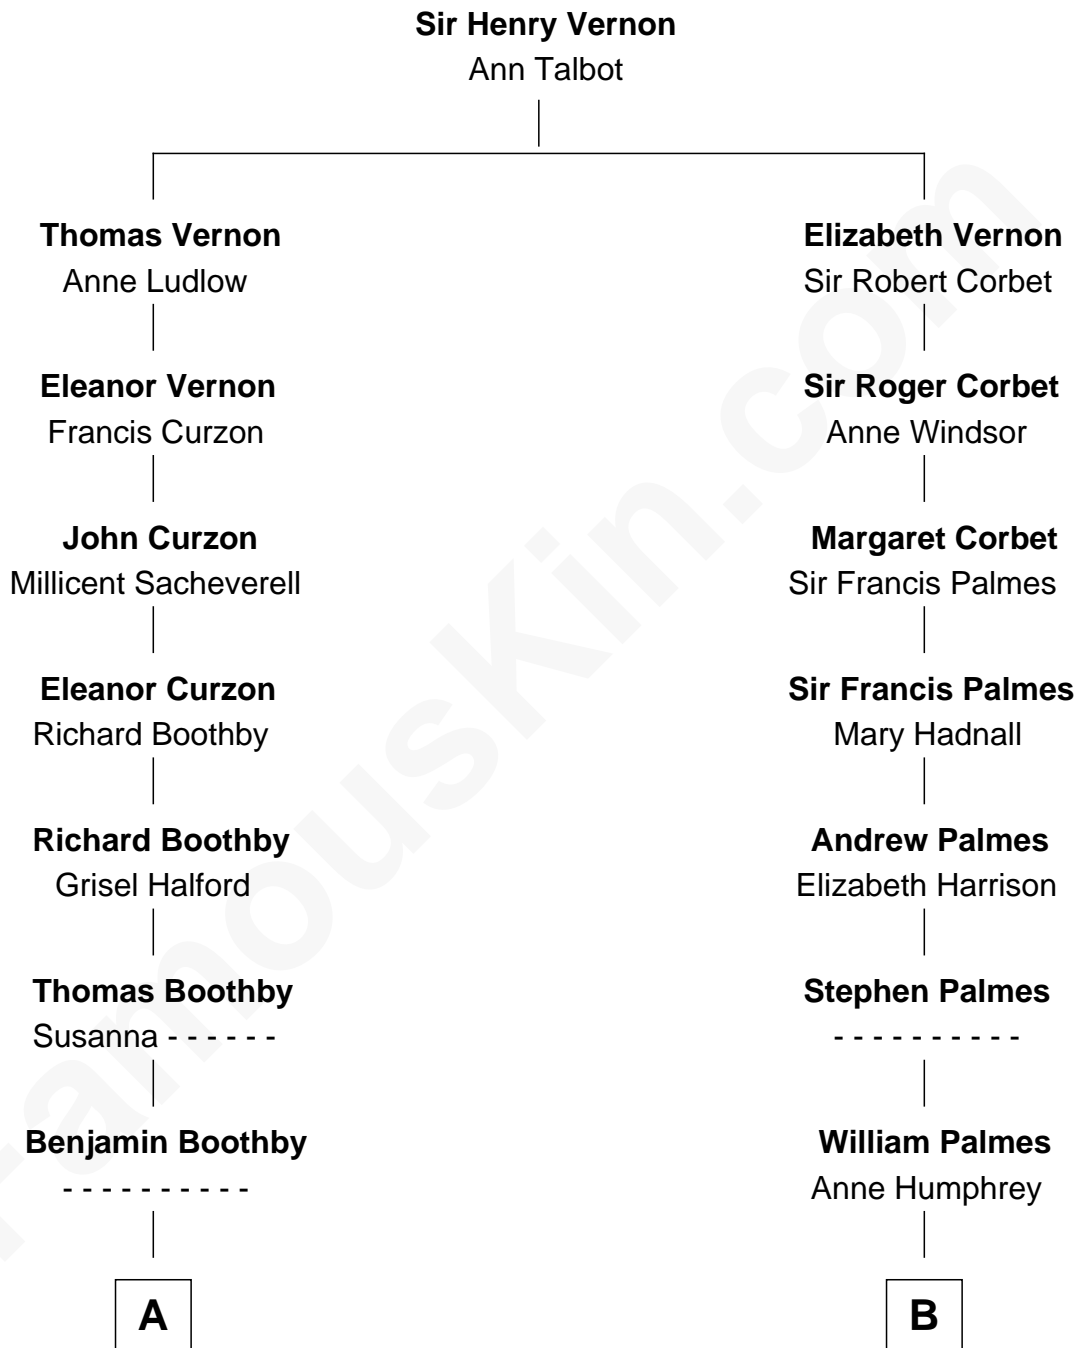 Sir Henry Vernon
Ann Talbot
Thomas Vernon
Anne Ludlow
Eleanor Vernon
Francis Curzon
John Curzon
Millicent Sacheverell
Eleanor Curzon
Richard Boothby
Richard Boothby
Grisel Halford
Thomas Boothby
Susanna - - - - - -
Benjamin Boothby
- - - - - - - - - -
A
Elizabeth Vernon
Sir Robert Corbet
Sir Roger Corbet
Anne Windsor
Margaret Corbet
Sir Francis Palmes
Sir Francis Palmes
Mary Hadnall
Andrew Palmes
Elizabeth Harrison
Stephen Palmes
- - - - - - - - - -
William Palmes
Anne Humphrey
B
FamousKin.com